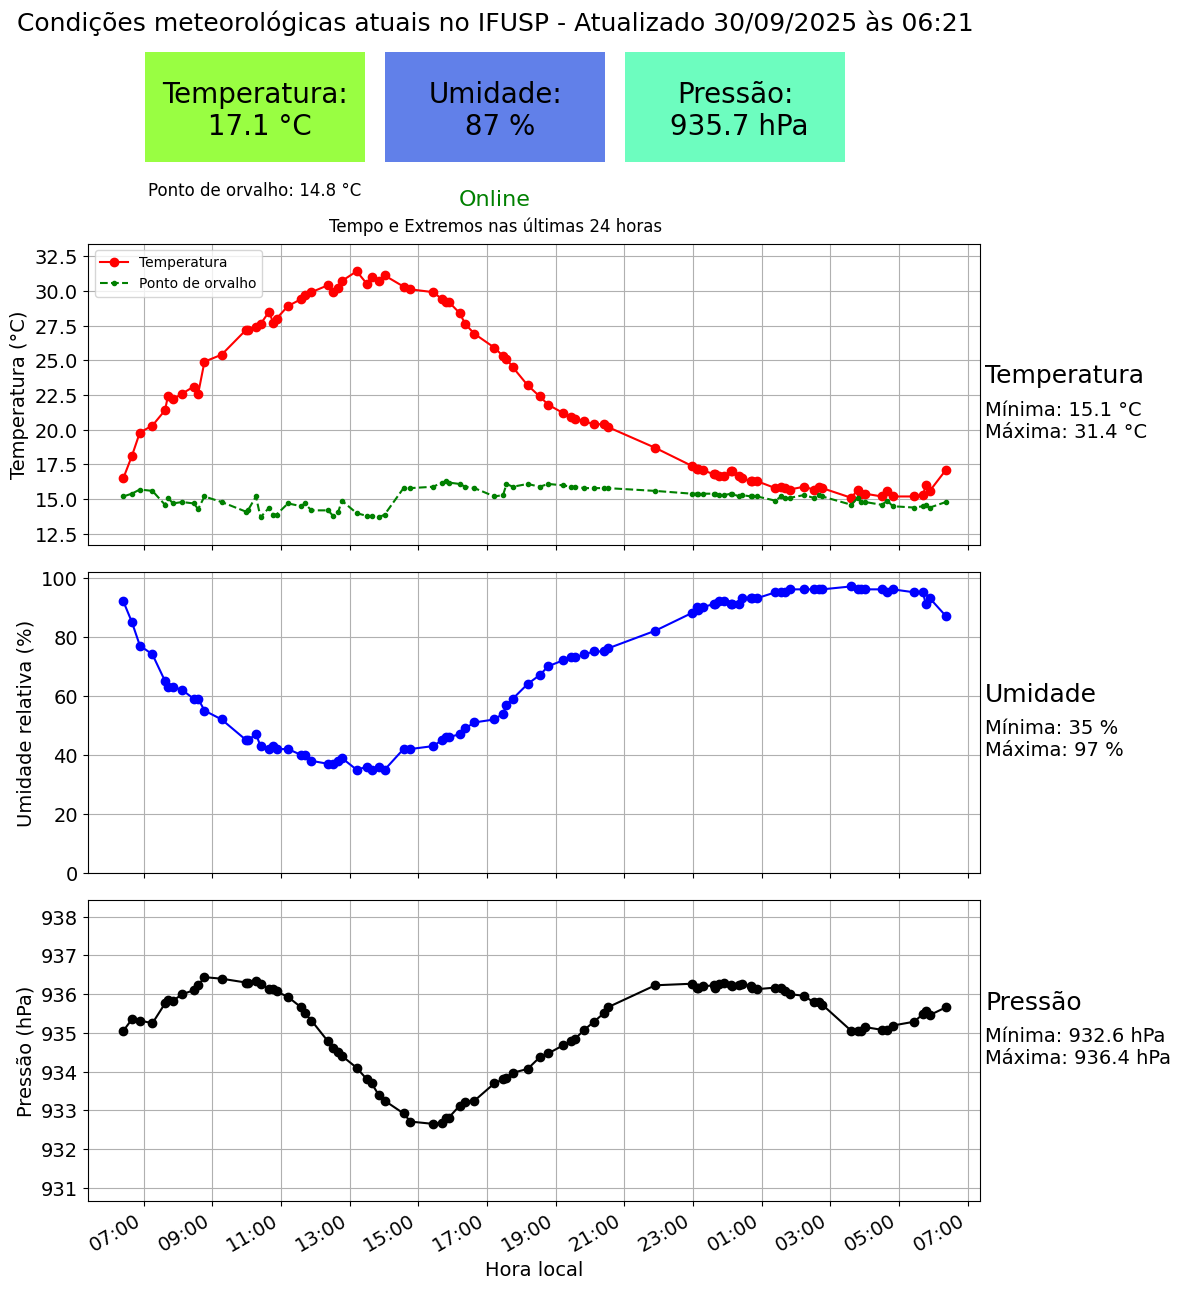 Condições meteorológicas atuais no IFUSP - Atualizado 30/09/2025 às 06:21
Temperatura:
17.1 °C
Umidade:
87 %
Pressão:
935.7 hPa
Ponto de orvalho: 14.8 °C
Online
Tempo e Extremos nas últimas 24 horas
Temperatura (°C)
32.5
30.0
27.5
25.0
22.5
20.0
17.5
15.0
12.5
Temperatura
Ponto de orvalho
Temperatura
Mínima: 15.1 °C
Máxima: 31.4 °C
Umidade relativa (%)
100
80
60
40
20
0
Umidade
Mínima: 35 %
Máxima: 97 %
Pressão (hPa)
938
937
936
935
934
933
932
931
Pressão
Mínima: 932.6 hPa
Máxima: 936.4 hPa
07:00 09:00 11:00 13:00 15:00 17:00 19:00 21:00 23:00 01:00 03:00 05:00 07:00
Hora local